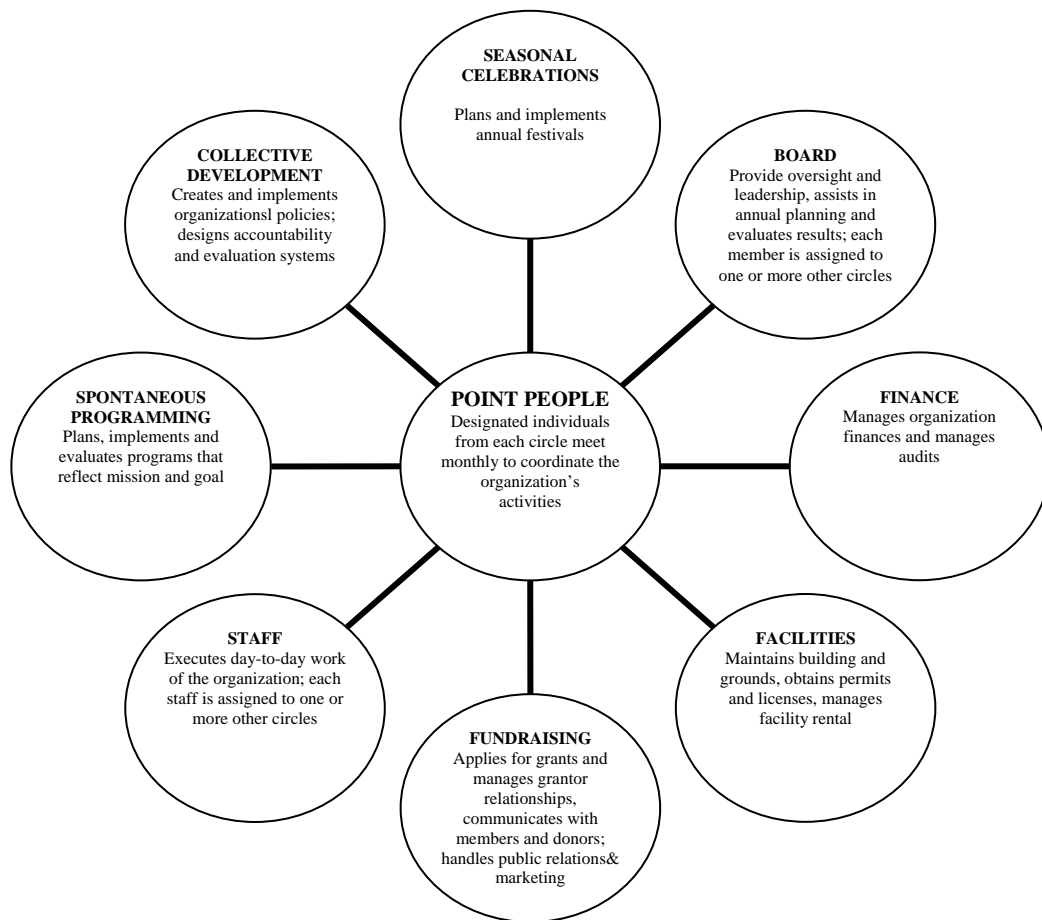 SEASONAL
CELEBRATIONS
Plans and implements
annual festivals
COLLECTIVE
DEVELOPMENT
Creates and implements
organizationsl policies;
designs accountability
and evaluation systems
BOARD
Provide oversight and
leadership, assists in
annual planning and
evaluates results; each
member is assigned to
one or more other circles
SPONTANEOUS
PROGRAMMING
Plans, implements and
evaluates programs that
reflect mission and goal
POINT PEOPLE
Designated individuals
from each circle meet
monthly to coordinate the
organization’s
activities
FINANCE
Manages organization
finances and manages
audits
STAFF
Executes day-to-day work
of the organization; each
staff is assigned to one or
more other circles
FACILITIES
Maintains building and
grounds, obtains permits
and licenses, manages
facility rental
FUNDRAISING
Applies for grants and
manages grantor
relationships,
communicates with
members and donors;
handles public relations&
marketing